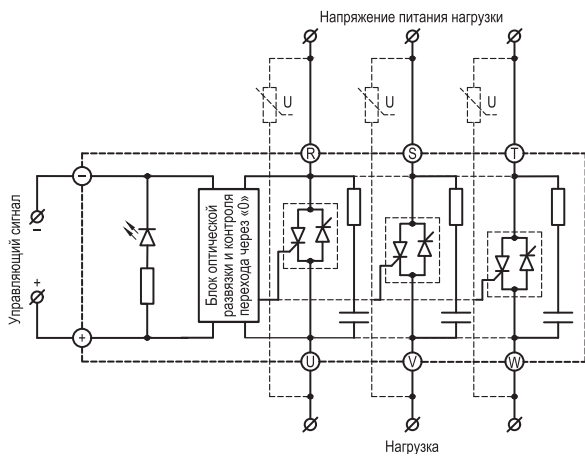 Напряжение питания нагрузки
U U U
R S T
−
−
+
+
Управляющий сигнал
Блок оптической
развязки и контроля
перехода через «0»
U V W
Нагрузка